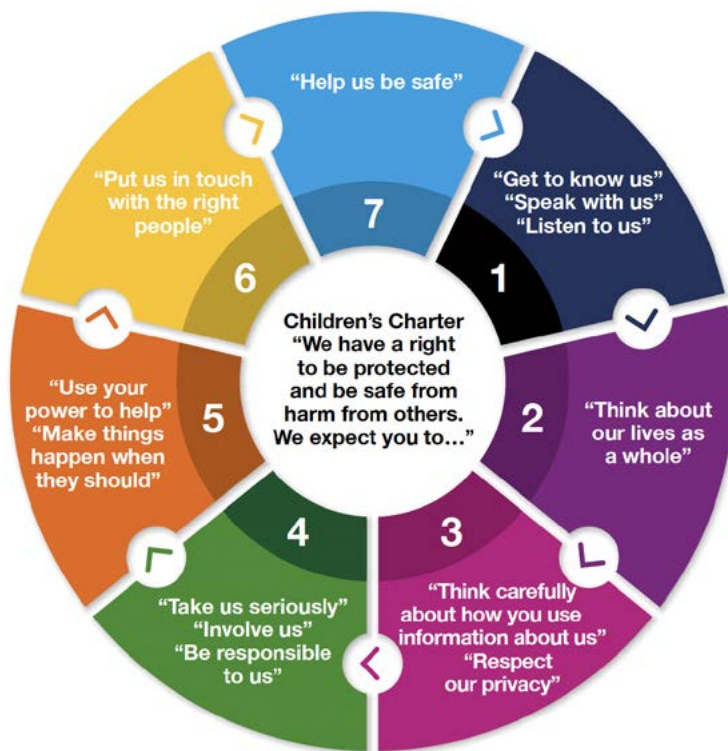 Children’s Charter
“We have a right
to be protected
and be safe from
harm from others.
We expect you to...”
1
“Get to know us”
“Speak with us”
“Listen to us”
2
“Think about
our lives as
a whole”
3
“Think carefully
about how you use
information about us”
“Respect
our privacy”
4
“Take us seriously”
“Involve us”
“Be responsible
to us”
5
“Use your
power to help”
“Make things
happen when
they should”
6
“Put us in touch
with the right
people”
7
“Help us be safe”